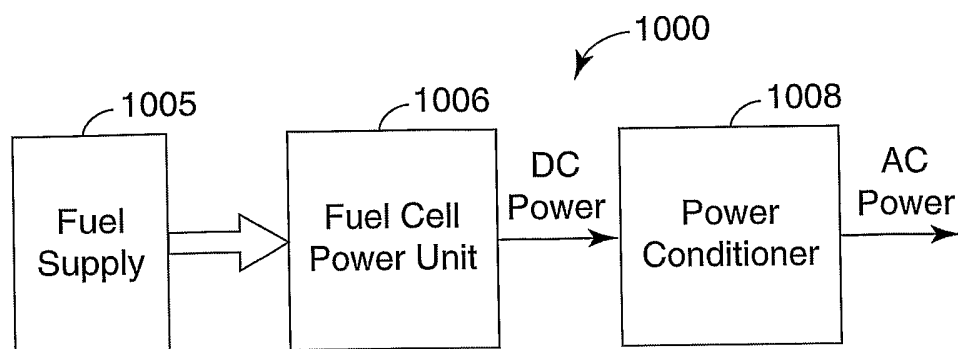 1000
1005
1006
1008
Fuel
Supply
Fuel Cell
Power Unit
DC
Power
Power
Conditioner
AC
Power